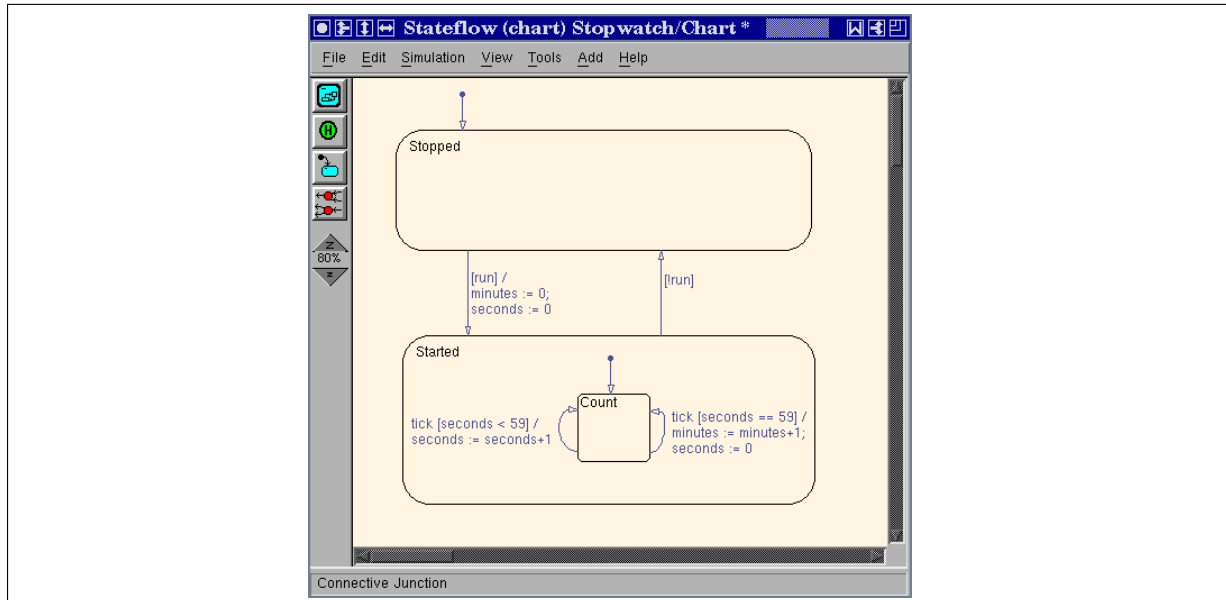 Stateflow (chart) Stopwatch/Chart *
File Edit Simulation View Tools Add Help
H
Stopped
Z
80%
z
[run] /
minutes := 0;
seconds := 0
[!run]
Started
Count
tick [seconds < 59] /
seconds := seconds+1
tick [seconds == 59] /
minutes := minutes+1;
seconds := 0
Connective Junction